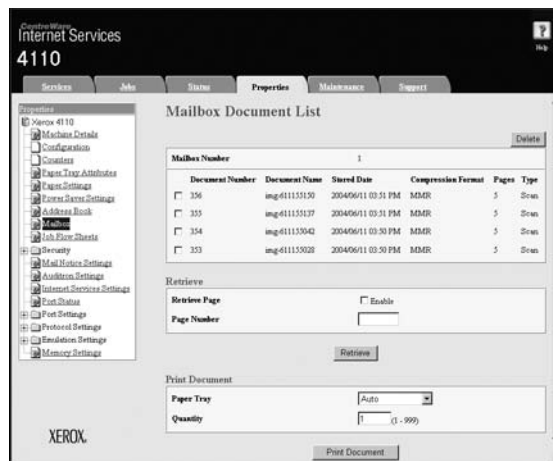 CentreWare
Internet Services
4110
?
Help
Services Jobs Status Properties Maintenance Support
Properties
Xerox 4110
Machine Details
Configuration
Counters
Paper Tray Attributes
Paper Settings
Power Saver Settings
Address Book
Mailbox
Job Flow Sheets
Security
Mail Notice Settings
Auditron Settings
Internet Services Settings
Port Status
Port Settings
Protocol Settings
Emulation Settings
Memory Settings
XEROX.
Mailbox Document List
Delete
Mailbox Number 1
Document Number Document Name Stored Date Compression Format Pages Type
356 img-611155150 2004/06/11 03:51 PM MMR 5 Scan
355 img-611155137 2004/06/11 03:51 PM MMR 5 Scan
354 img-611155042 2004/06/11 03:50 PM MMR 5 Scan
353 img-611155028 2004/06/11 03:50 PM MMR 5 Scan
Retrieve
Retrieve Page Enable
Page Number
Retrieve
Print Document
Paper Tray Auto
Quantity 1 (1 - 999)
Print Document